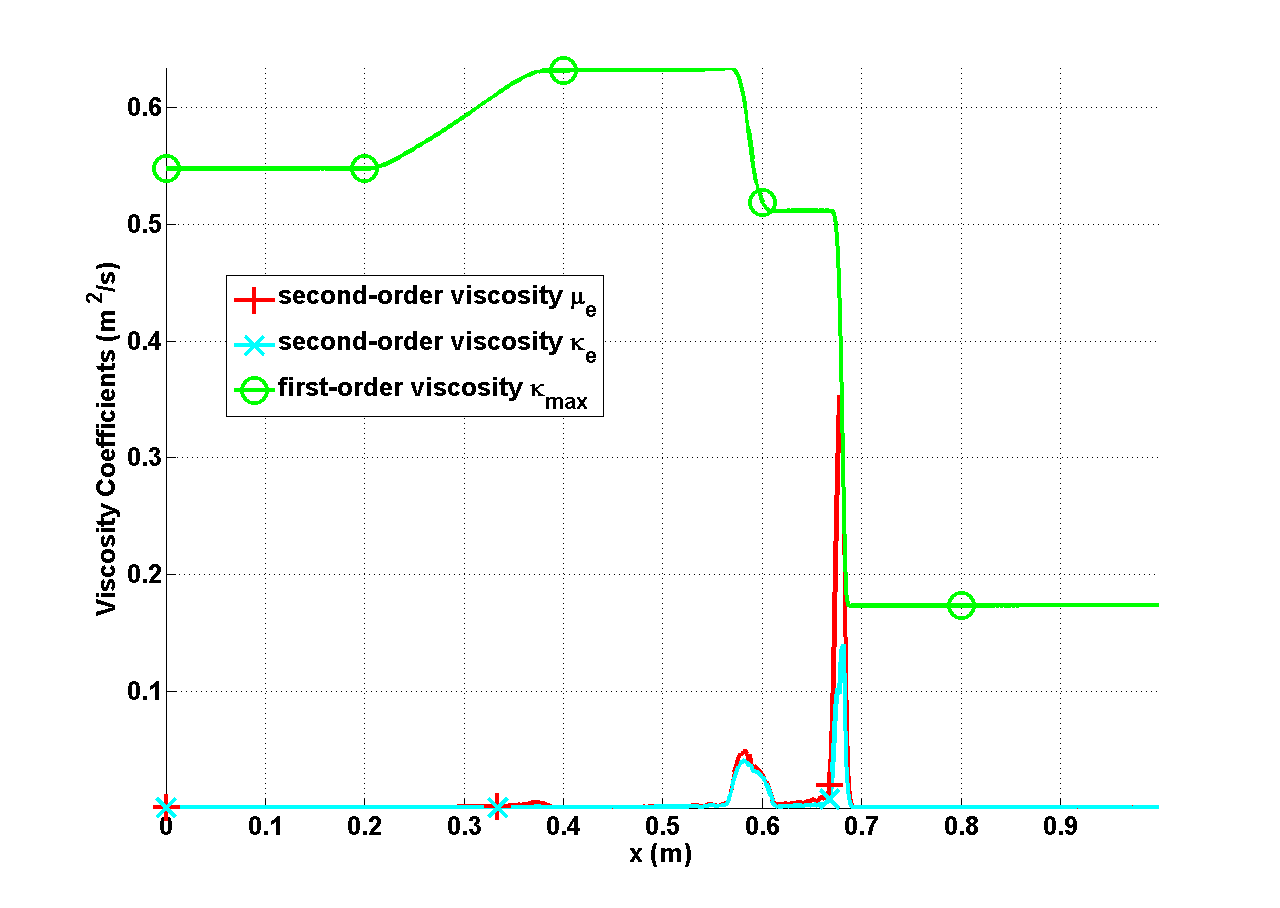 0.6
0.5
0.4
0.3
0.2
0.1
Viscosity Coefficients (m ²/s)
second-order viscosity μe
second-order viscosity κe
first-order viscosity κmax
0 0.1 0.2 0.3 0.4 0.5 0.6 0.7 0.8 0.9
x (m)